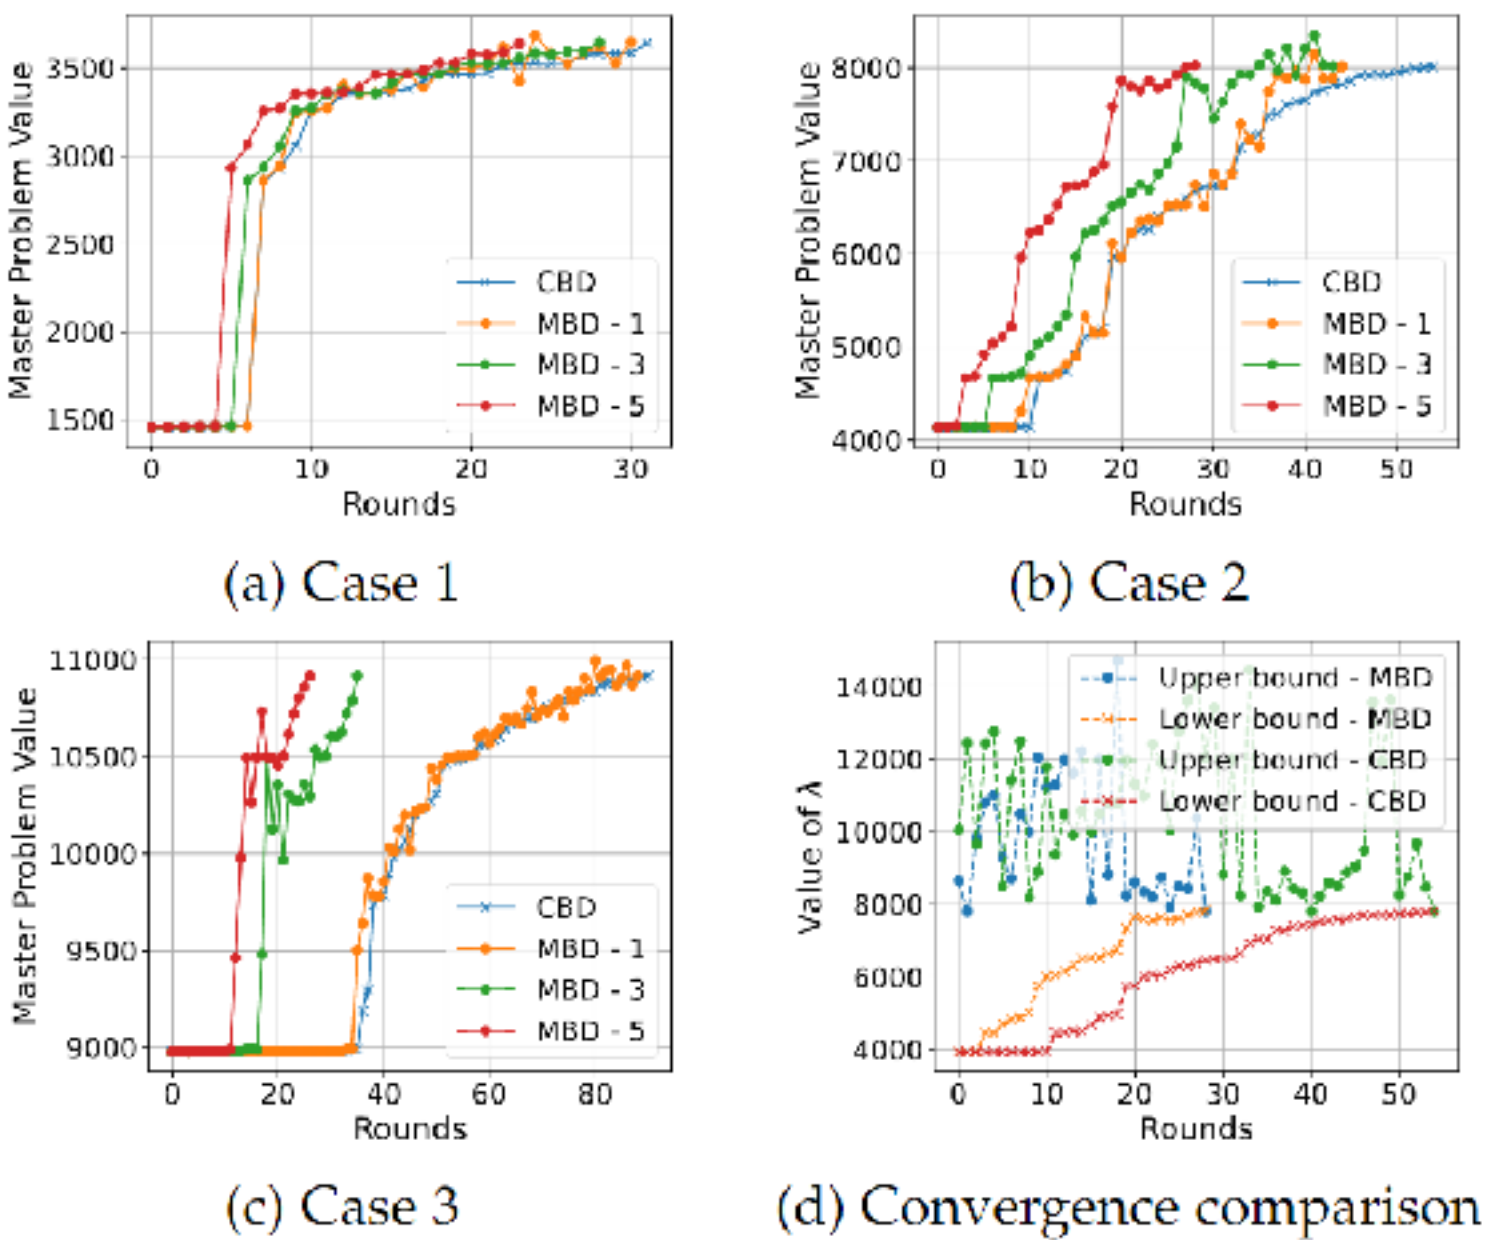 Master Problem Value
3500
3000
2500
2000
1500
0 10 20 30
Rounds
CBD
MBD - 1
MBD - 3
MBD - 5
(a) Case 1
Master Problem Value
8000
7000
6000
5000
4000
0 10 20 30 40 50
Rounds
CBD
MBD - 1
MBD - 3
MBD - 5
(b) Case 2
Master Problem Value
11000
10500
10000
9500
9000
0 20 40 60 80
Rounds
CBD
MBD - 1
MBD - 3
MBD - 5
(c) Case 3
Value of λ
14000
12000
10000
8000
6000
4000
0 10 20 30 40 50
Rounds
Upper bound - MBD
Lower bound - MBD
Upper bound - CBD
Lower bound - CBD
(d) Convergence comparison